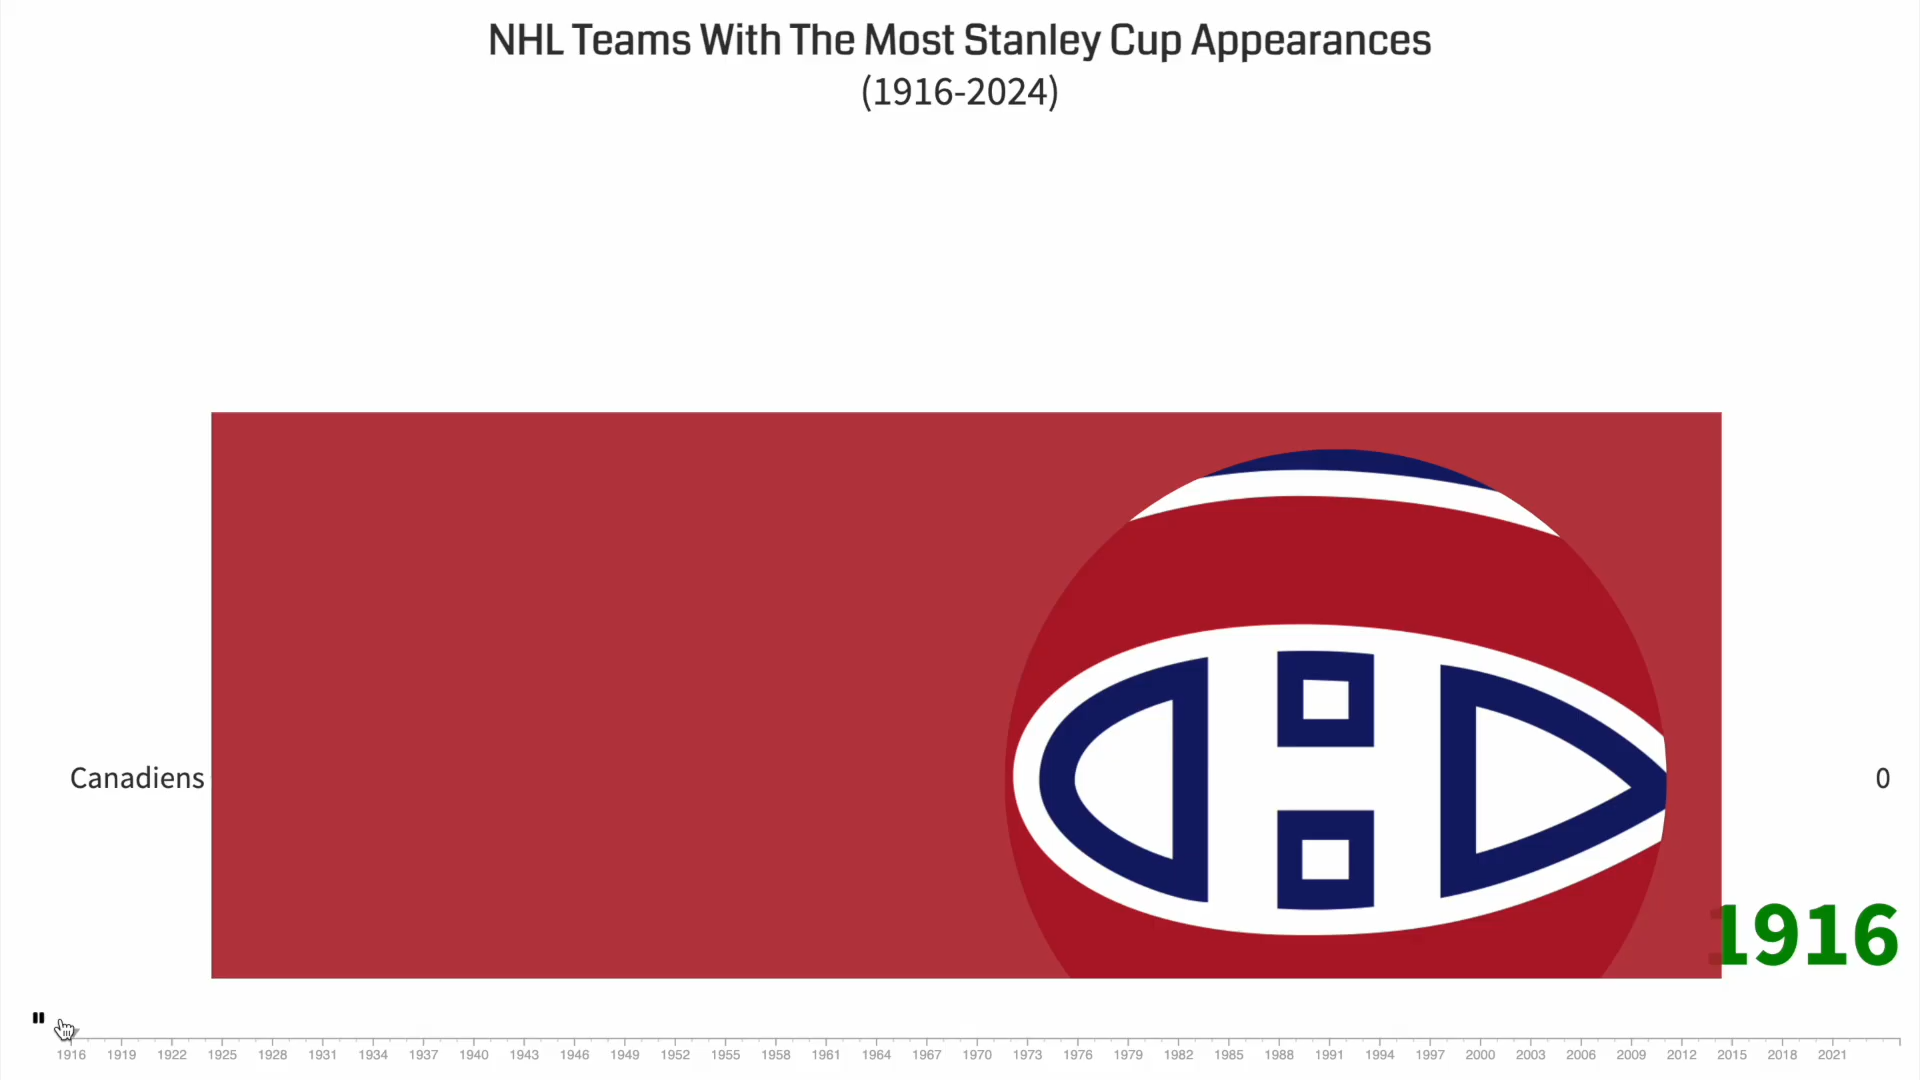 NHL Teams With The Most Stanley Cup Appearances
(1916-2024)
Canadiens
0
1916
1916 1919 1922 1925 1928 1931 1934 1937 1940 1943 1946 1949 1952 1955 1958 1961 1964 1967 1970 1973 1976 1979 1982 1985 1988 1991 1994 1997 2000 2003 2006 2009 2012 2015 2018 2021